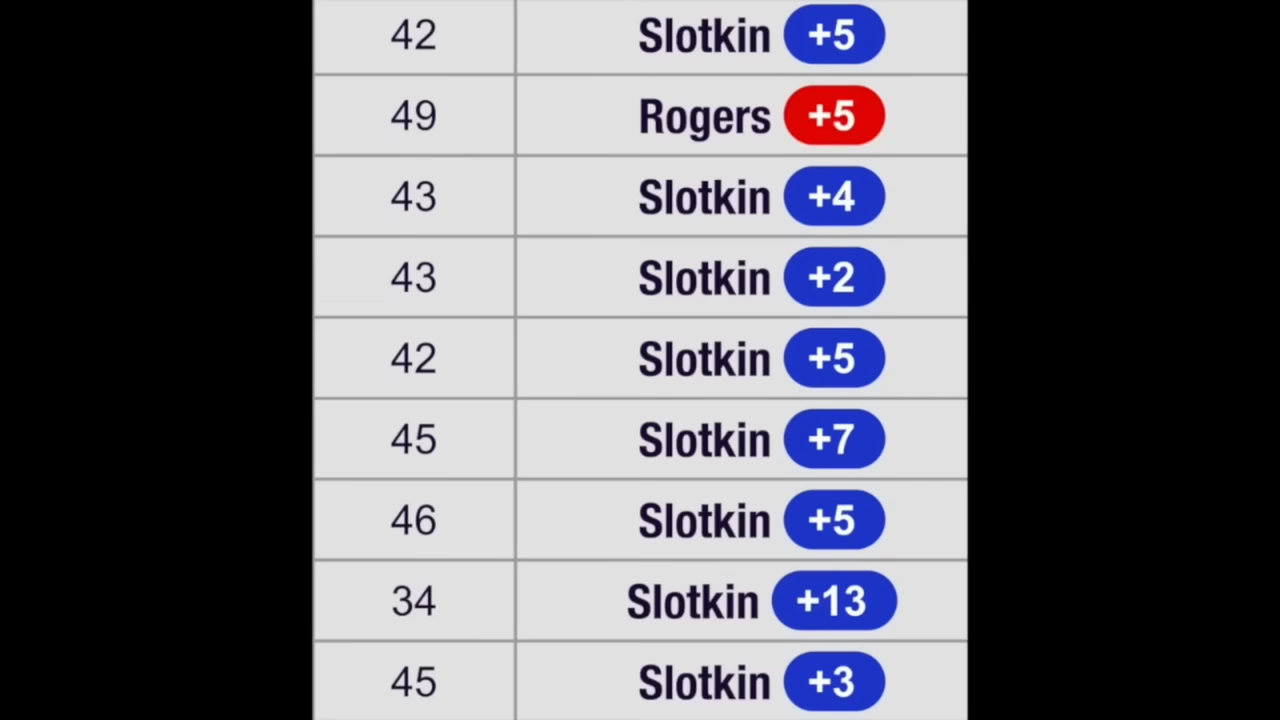 42 Slotkin +5
49 Rogers +5
43 Slotkin +4
43 Slotkin +2
42 Slotkin +5
45 Slotkin +7
46 Slotkin +5
34 Slotkin +13
45 Slotkin +3